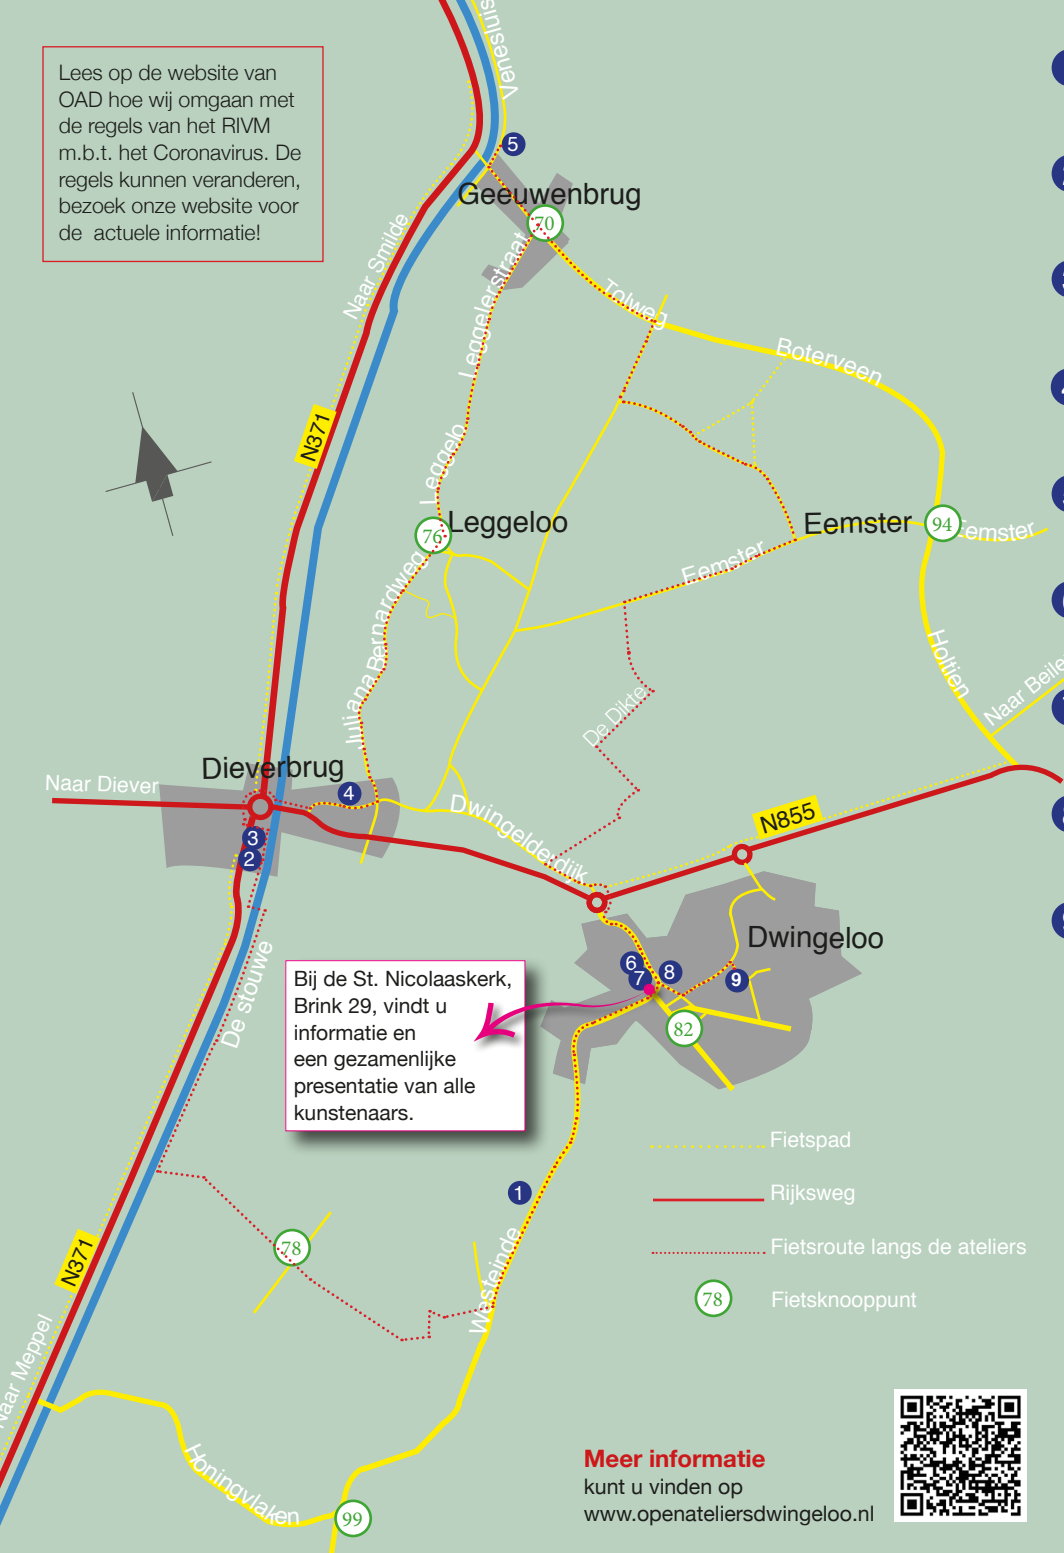 Lees op de website van
OAD hoe wij omgaan met
de regels van het RIVM
m.b.t. het Coronavirus. De
regels kunnen veranderen,
bezoek onze website voor
de  actuele informatie!
5
Geeuwenbrug
70
Naar Smilde
Leggelerstraat
Tolweg
Boterveen
N371
Leggelo
76
Leggeloo
Eemster
94
Eemster
Eemster
Juliana Bernardweg
Holtien
De Dikte
Dieverbrug
Naar Diever
4
Dwingelderdijk
N855
3
2
Dwingeloo
De stouwe
6
7
8
9
82
Bij de St. Nicolaaskerk,
Brink 29, vindt u
informatie en
een gezamenlijke
presentatie van alle
kunstenaars.
Fietspad
1
Rijksweg
Westeinde
78
Fietsroute langs de ateliers
N371
78
Fietsknooppunt
Naar Meppel
Honingvlaken
99
Meer informatie
kunt u vinden op
www.openateliersdwingeloo.nl